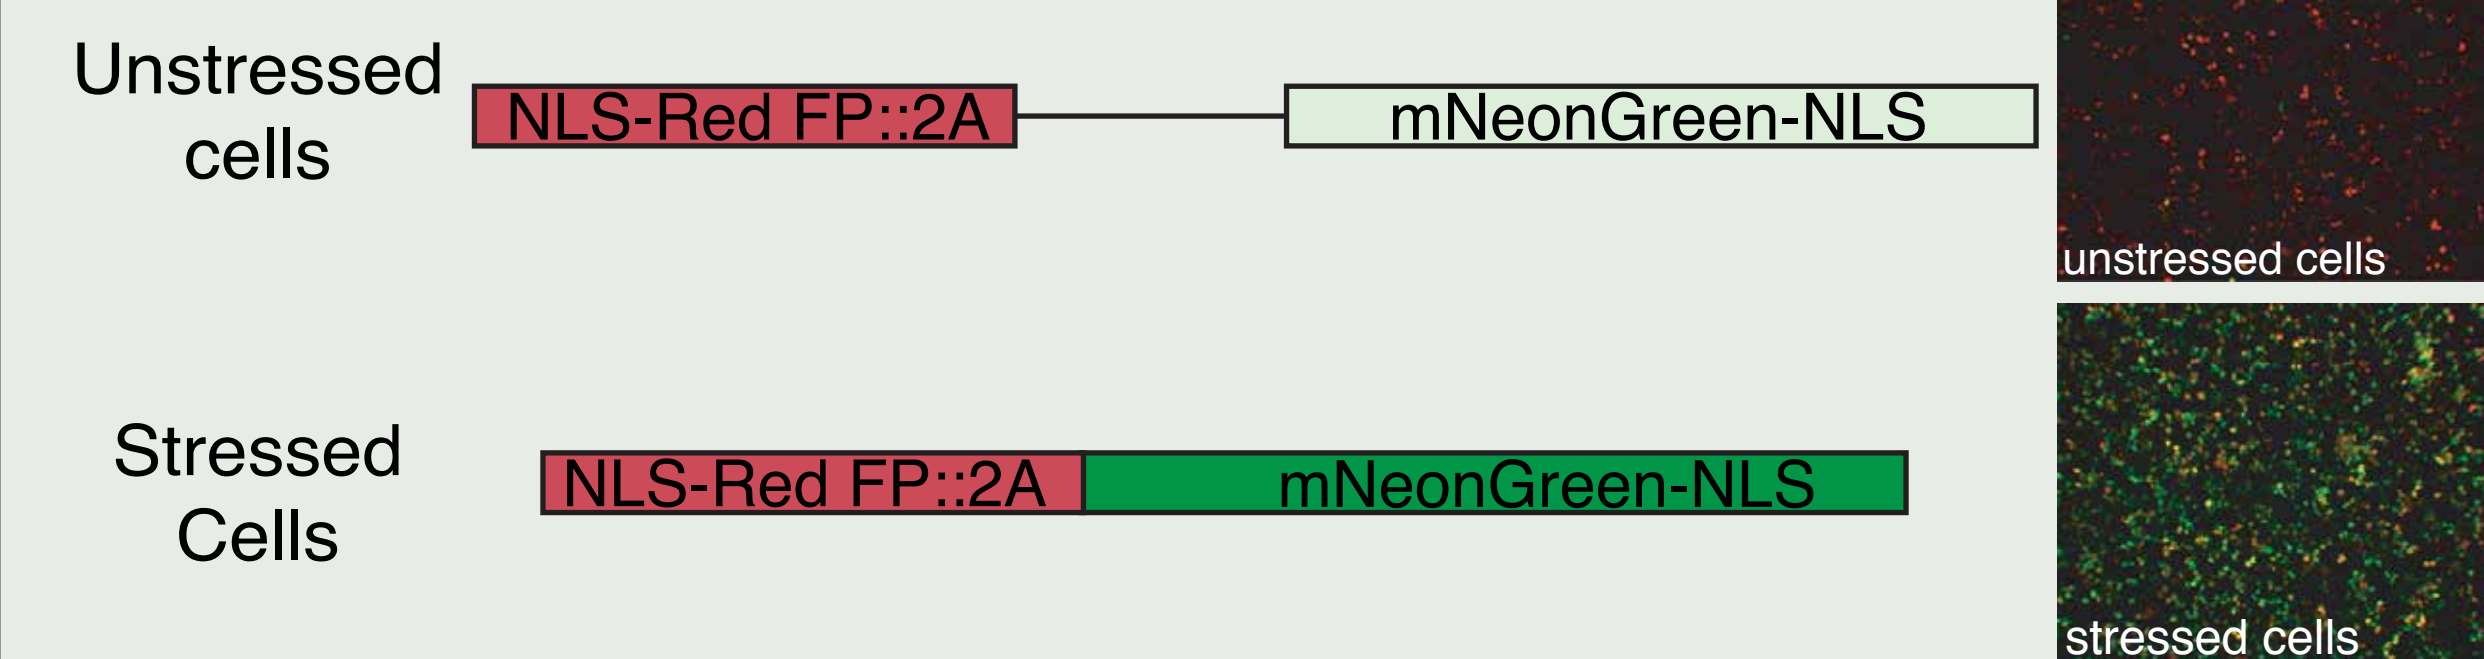 Unstressed
cells
NLS-Red FP::2A
mNeonGreen-NLS
unstressed cells
Stressed
Cells
NLS-Red FP::2A
mNeonGreen-NLS
stressed cells